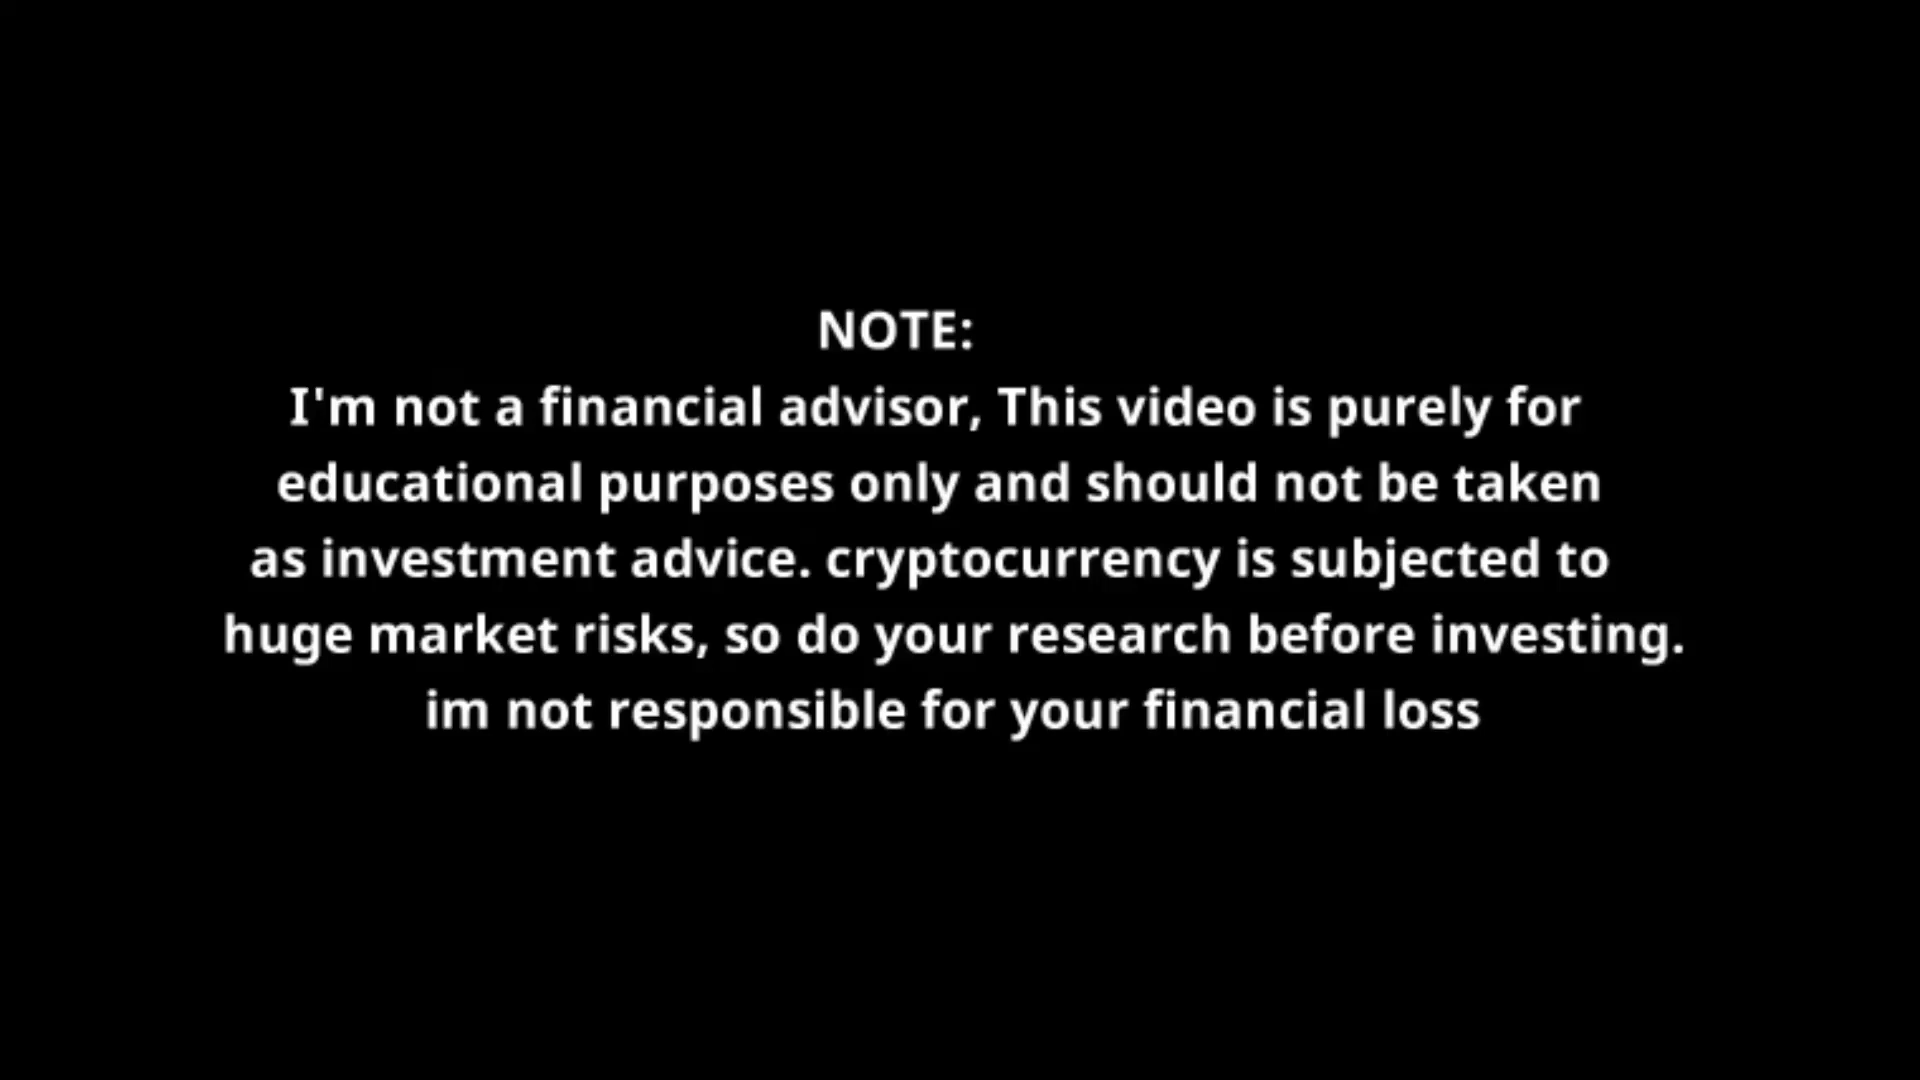 NOTE:
I'm not a financial advisor, This video is purely for
educational purposes only and should not be taken
as investment advice. cryptocurrency is subjected to
huge market risks, so do your research before investing.
im not responsible for your financial loss